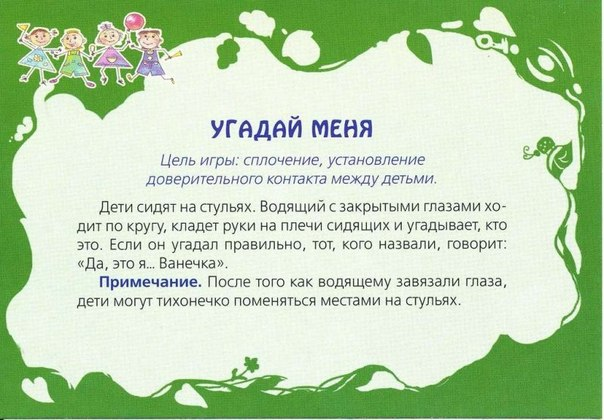 УГАДАЙ МЕНЯ
Цель игры: сплочение, установление
доверительного контакта между детьми.
Дети сидят на стульях. Водящий с закрытыми глазами хо-
дит по кругу, кладет руки на плечи сидящих и угадывает, кто
это. Если он угадал правильно, тот, кого назвали, говорит:
«Да, это я... Ванечка».
Примечание. После того как водящему завязали глаза,
дети могут тихонечко поменяться местами на стульях.